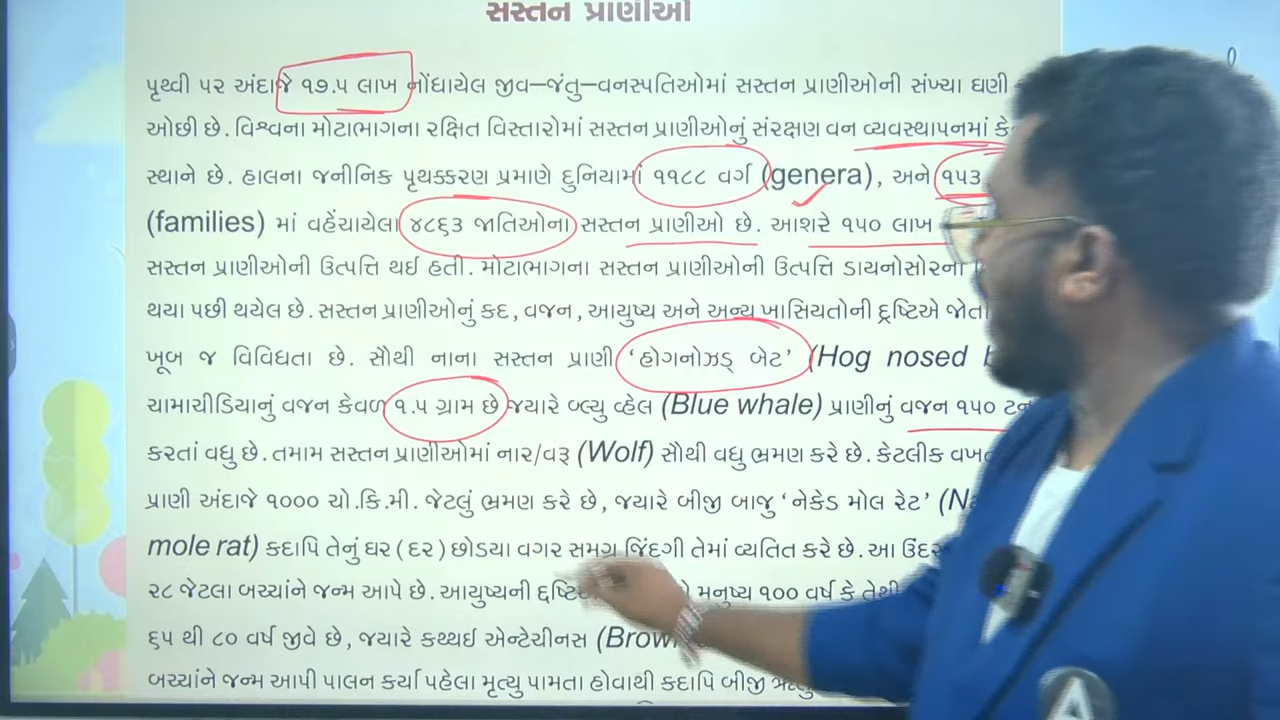 સસ્તન પ્રાણીઓ
પૃથ્વી પર અંદાજે ૧૭.૫ લાખ નોંધાયેલ જીવ–જંતુ–વનસ્પતિઓમાં સસ્તન પ્રાણીઓની સંખ્યા ઘણી
ઓછી છે. વિશ્વના મોટાભાગના રક્ષિત વિસ્તારોમાં સસ્તન પ્રાણીઓનું સંરક્ષણ વન વ્યવસ્થાપનમાં
સ્થાને છે. હાલના જનીનિક પૃથક્કરણ પ્રમાણે દુનિયામાં ૧૧૮૮ વર્ગ (genera), અને ૧૫૩
(families) માં વહેંચાયેલા ૪૮૬૩ જાતિઓના સસ્તન પ્રાણીઓ છે. આશરે ૧૫૦ લાખ
સસ્તન પ્રાણીઓની ઉત્પત્તિ થઈ હતી. મોટાભાગના સસ્તન પ્રાણીઓની ઉત્પત્તિ ડાયનોસોરના
થયા પછી થયેલ છે. સસ્તન પ્રાણીઓનું કદ, વજન, આયુષ્ય અને અન્ય ખાસિયતોની દ્રષ્ટિએ જોતા
ખૂબ જ વિવિધતા છે. સૌથી નાના સસ્તન પ્રાણી ‘હોગનોઝડ્ બેટ’ (Hog nosed
ચામાચીડિયાનું વજન કેવળ ૧.૫ ગ્રામ છે જ્યારે બ્લ્યુ વ્હેલ (Blue whale) પ્રાણીનું વજન ૧૫૦ ટન
કરતાં વધુ છે. તમામ સસ્તન પ્રાણીઓમાં નાર/વરૂ (Wolf) સૌથી વધુ ભ્રમણ કરે છે. કેટલીક વખત
પ્રાણી અંદાજે ૧૦૦૦ ચો.કિ.મી. જેટલું ભ્રમણ કરે છે, જ્યારે બીજી બાજુ ‘નેકેડ મોલ રેટ’
mole rat) કદાપિ તેનું ઘર (દર) છોડયા વગર સમગ્ર જિંદગી તેમાં વ્યતિત કરે છે. આ ઉંદર
૨૮ જેટલા બચ્ચાંને જન્મ આપે છે. આયુષ્યની મનુષ્ય ૧૦૦ વર્ષ કે તેથી
૬૫ થી ૮૦ વર્ષ જીવે છે, જ્યારે કથ્થઈ એન્ટેચીનસ (Brown
બચ્ચાંને જન્મ આપી પાલન કર્યા પહેલા મૃત્યુ પામતા હોવાથી કદાપિ બીજી